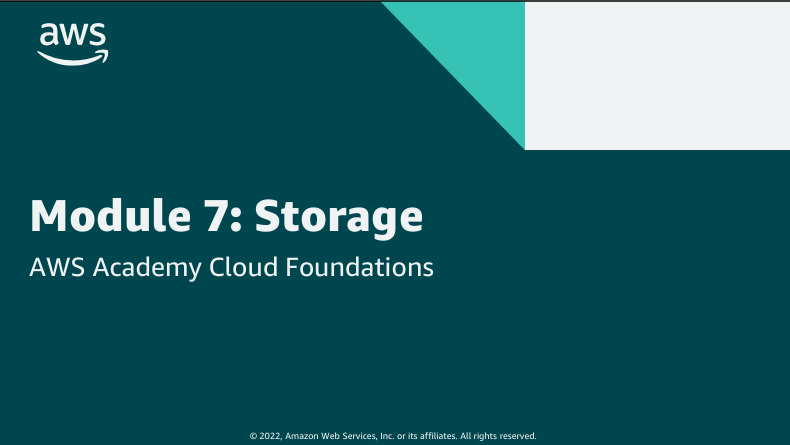 aws
Module 7: Storage
AWS Academy Cloud Foundations
© 2022, Amazon Web Services, Inc. or its affiliates. All rights reserved.